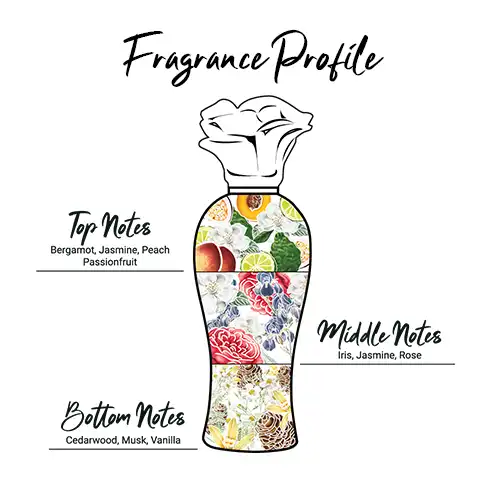 Fragrance Profile
Top Notes
Bergamot, Jasmine, Peach
Passionfruit
Middle Notes
Iris, Jasmine, Rose
Bottom Notes
Cedarwood, Musk, Vanilla